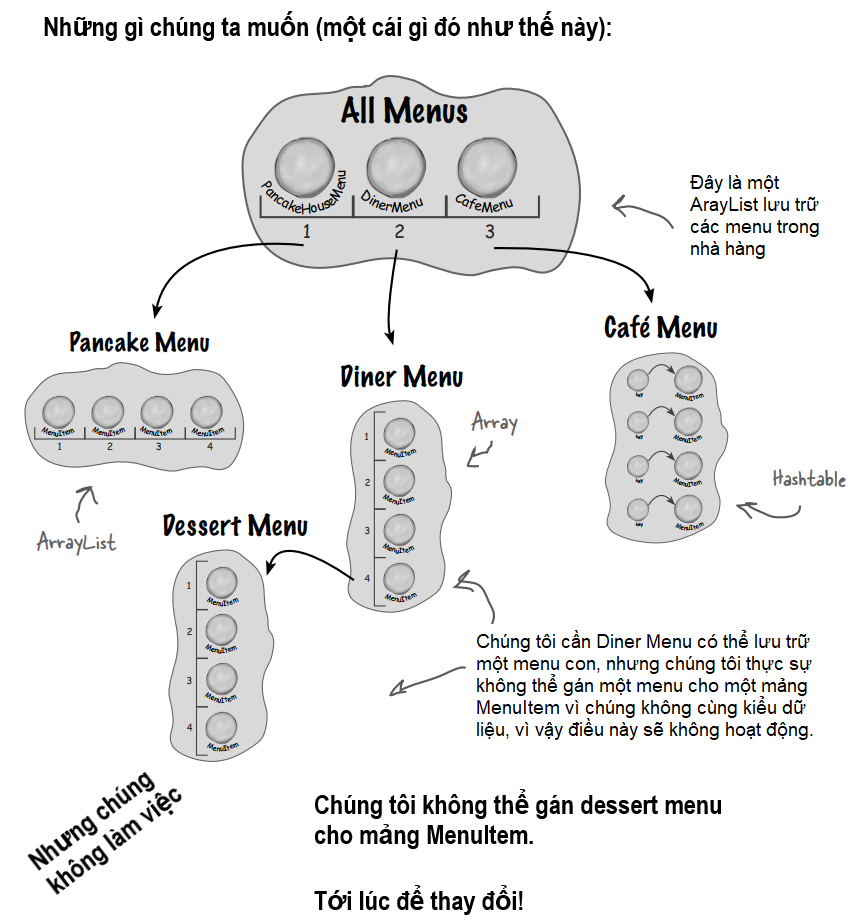 Những gì chúng ta muốn (một cái gì đó như thế này):
All Menus
PancakeHouseMenu
DinerMenu
CafeMenu
1
2
3
Đây là một
ArayList lưu trữ
các menu trong
nhà hàng
Pancake Menu
MenuItem
MenuItem
MenuItem
MenuItem
1
2
3
4
ArrayList
Diner Menu
1
MenuItem
2
MenuItem
3
MenuItem
4
MenuItem
Array
Café Menu
key
MenuItem
key
MenuItem
key
MenuItem
key
MenuItem
Hashtable
Dessert Menu
1
MenuItem
2
MenuItem
3
MenuItem
4
MenuItem
Chúng tôi cần Diner Menu có thể lưu trữ
một menu con, nhưng chúng tôi thực sự
không thể gán một menu cho một mảng
MenuItem vì chúng không cùng kiểu dữ
liệu, vì vậy điều này sẽ không hoạt động.
Nhưng chúng
không làm việc
Chúng tôi không thể gán dessert menu
cho mảng MenuItem.
Tới lúc để thay đổi!